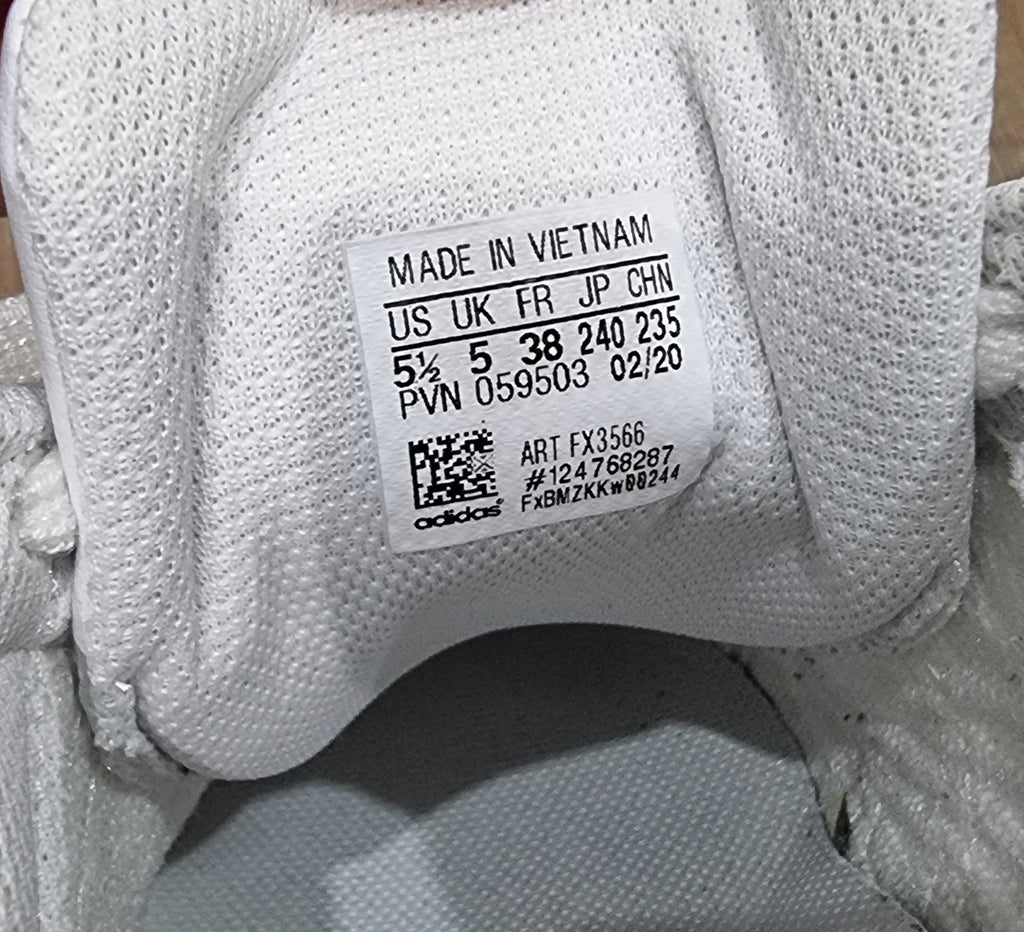 MADE IN VIETNAM
US UK FR JP CHN
5½ 5 38 240 235
PVN 059503 02/20
ART FX3566
#124768287
FxBMZKKw00244
adidas®